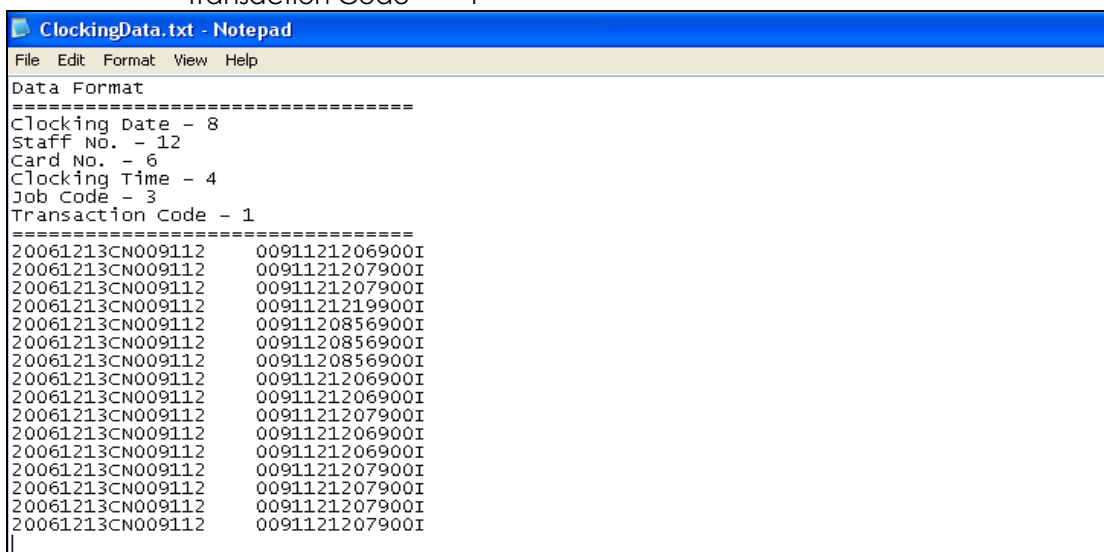 Transaction Code - 1
ClockingData.txt - Notepad
File Edit Format View Help
Data Format
=================================
Clocking Date - 8
Staff No. - 12
Card No. - 6
Clocking Time - 4
Job Code - 3
Transaction Code - 1
=================================
20061213CN009112    0091121206900I
20061213CN009112    0091121207900I
20061213CN009112    0091121207900I
20061213CN009112    0091121219900I
20061213CN009112    0091120856900I
20061213CN009112    0091120856900I
20061213CN009112    0091120856900I
20061213CN009112    0091121206900I
20061213CN009112    0091121206900I
20061213CN009112    0091121207900I
20061213CN009112    0091121206900I
20061213CN009112    0091121206900I
20061213CN009112    0091121207900I
20061213CN009112    0091121207900I
20061213CN009112    0091121207900I
20061213CN009112    0091121207900I